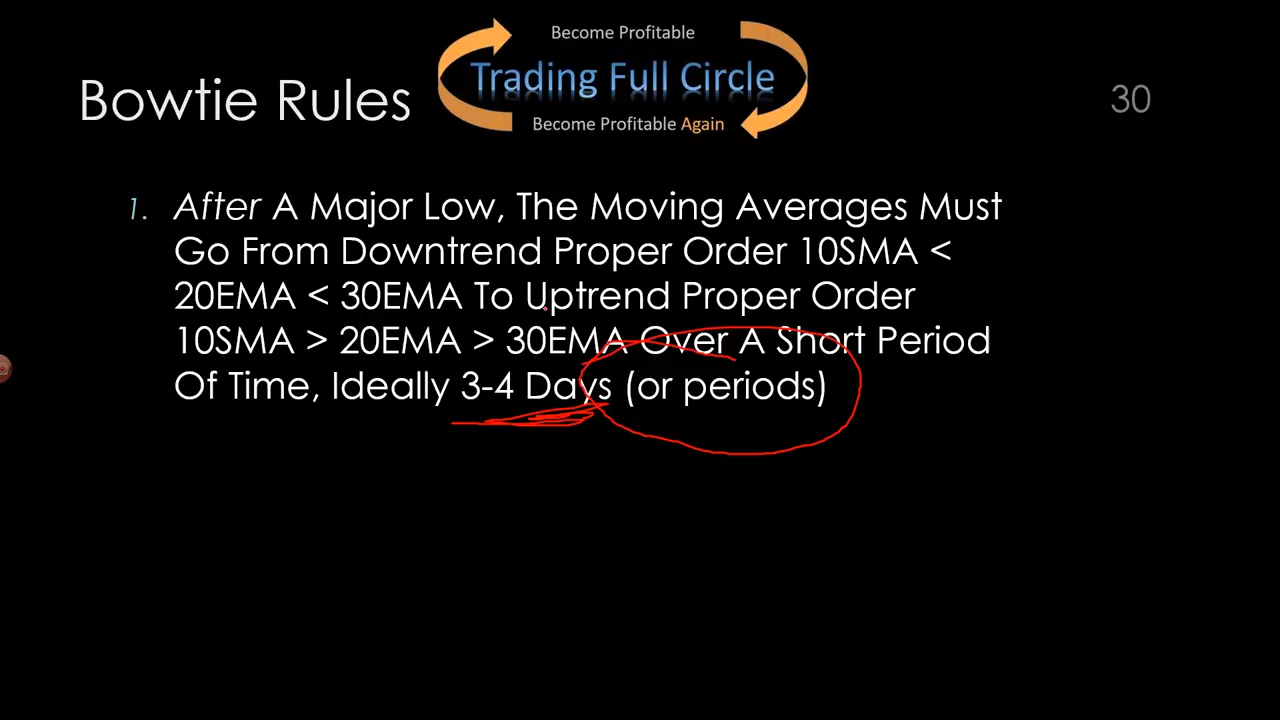 Become Profitable
Trading Full Circle
Become Profitable Again
Bowtie Rules
30
1. After A Major Low, The Moving Averages Must
Go From Downtrend Proper Order 10SMA <
20EMA < 30EMA To Uptrend Proper Order
10SMA > 20EMA > 30EMA Over A Short Period
Of Time, Ideally 3-4 Days (or periods)